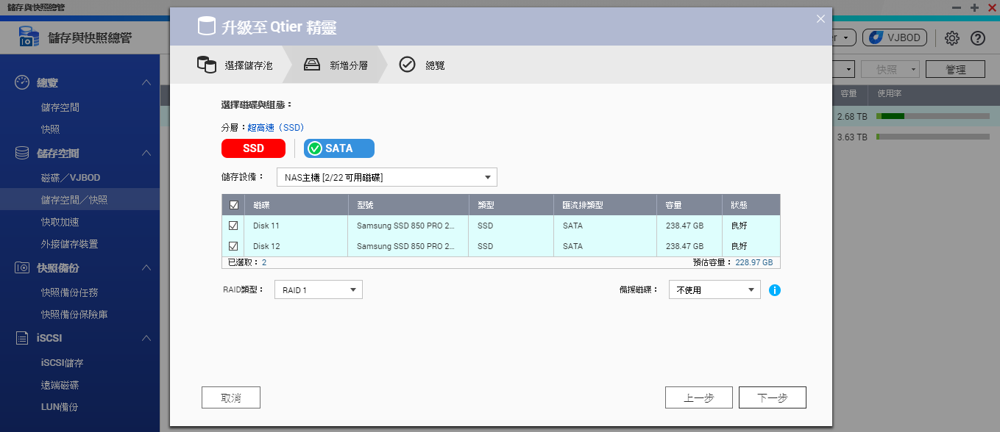 儲存與快照總管
儲存與快照總管
VJBOD
快照
管理
容量 使用率
2.68 TB
3.63 TB
總覽
儲存空間
快照
儲存空間
磁碟／VJBOD
儲存空間／快照
快取加速
外接儲存裝置
快照備份
快照備份任務
快照備份保險庫
iSCSI
iSCSI儲存
遠端磁碟
LUN備份
升級至 Qtier 精靈
選擇儲存池 新增分層 總覽
選擇磁碟與組態：
分層：超高速（SSD）
SSD SATA
儲存設備： NAS主機 [2/22 可用磁碟]
磁碟 型號 類型 匯流排類型 容量 狀態
Disk 11 Samsung SSD 850 PRO 2... SSD SATA 238.47 GB 良好
Disk 12 Samsung SSD 850 PRO 2... SSD SATA 238.47 GB 良好
已選取： 2 預估容量： 228.97 GB
RAID類型： RAID 1 備援磁碟： 不使用
取消 上一步 下一步